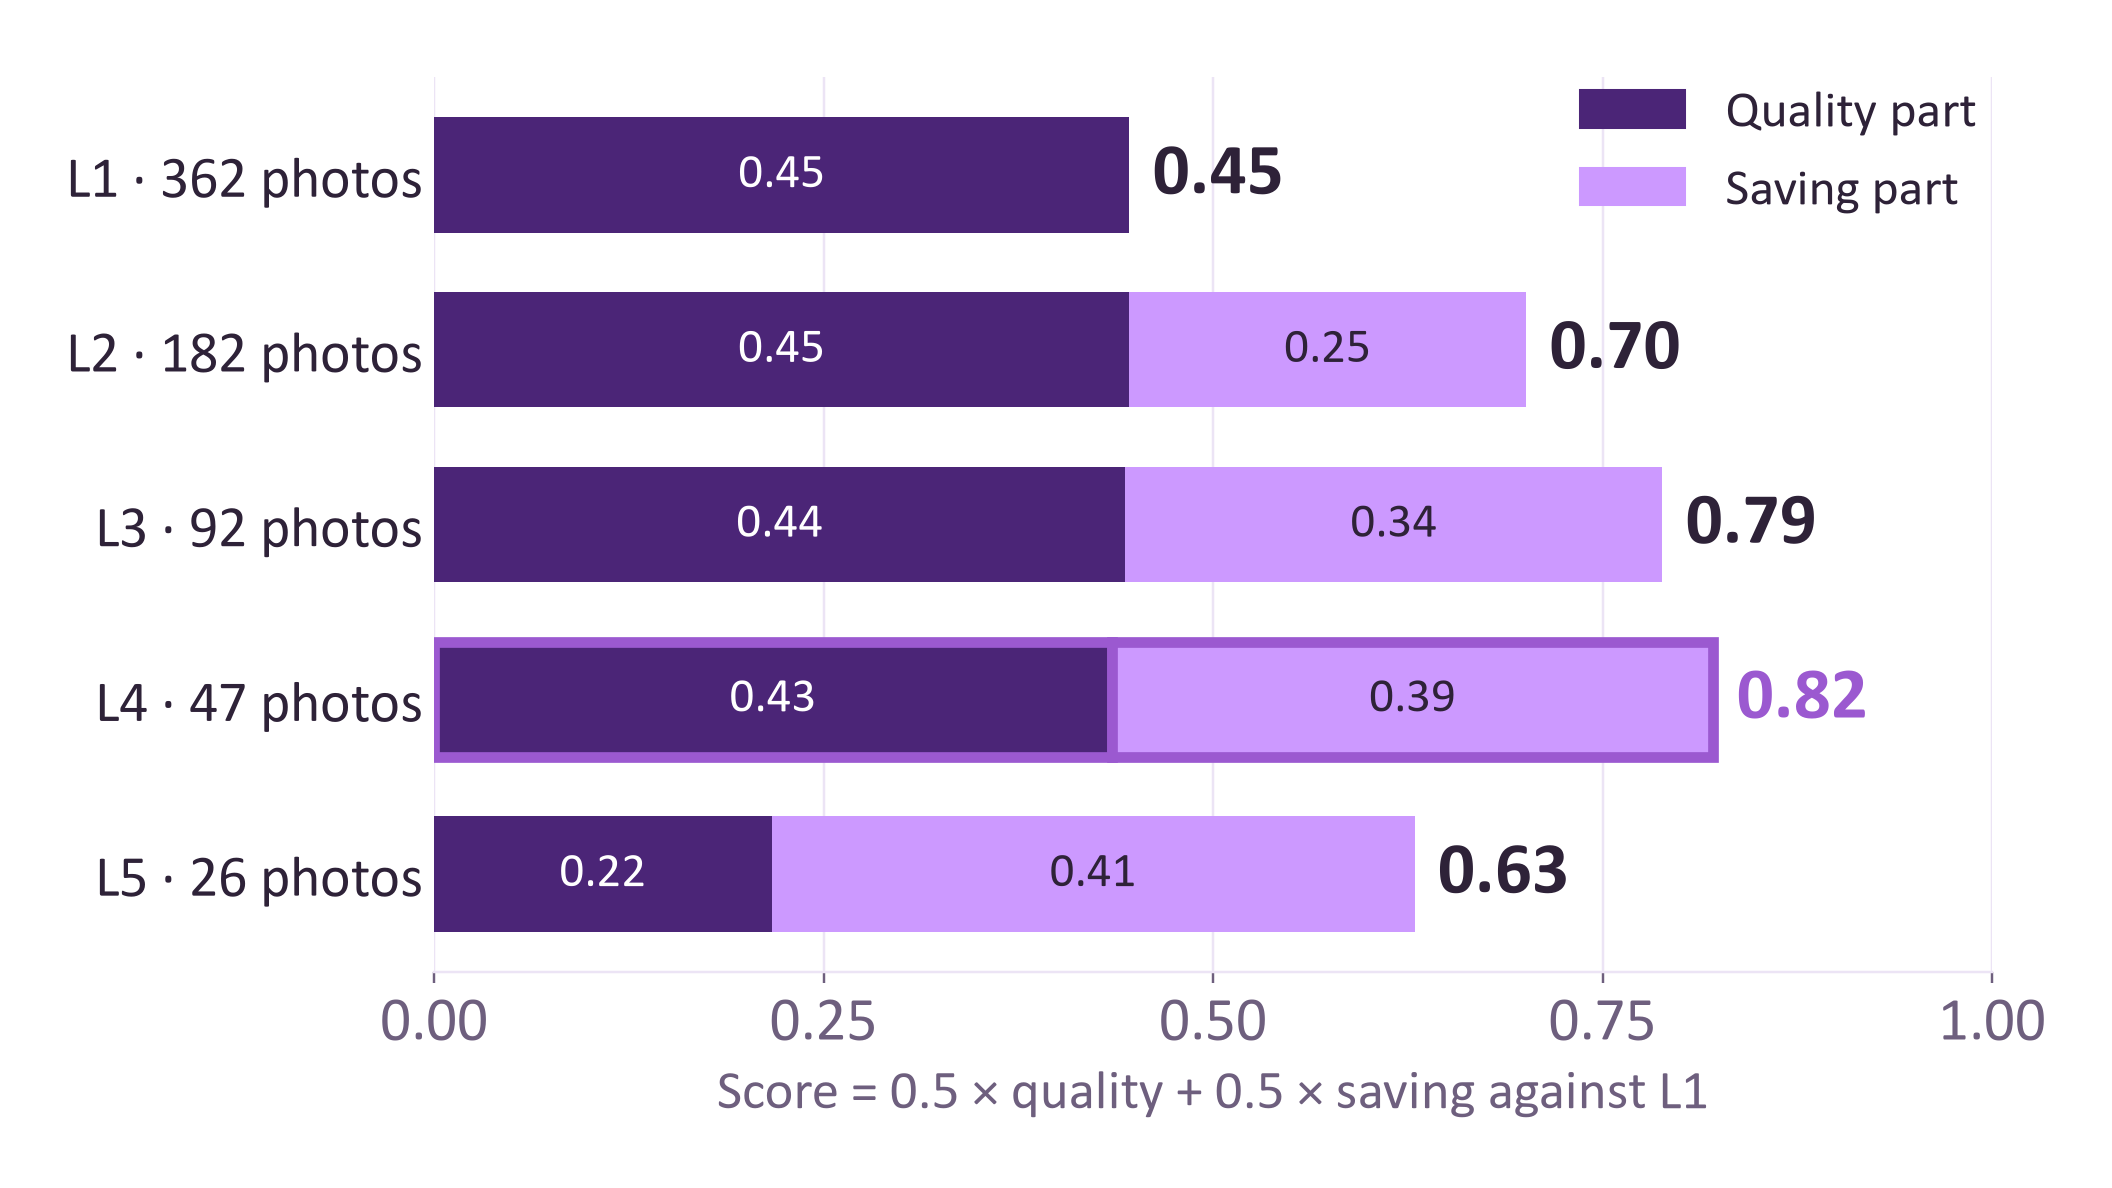 Quality part
Saving part
L1 · 362 photos 0.45 0.45
L2 · 182 photos 0.45 0.25 0.70
L3 · 92 photos 0.44 0.34 0.79
L4 · 47 photos 0.43 0.39 0.82
L5 · 26 photos 0.22 0.41 0.63
0.00 0.25 0.50 0.75 1.00
Score = 0.5 × quality + 0.5 × saving against L1